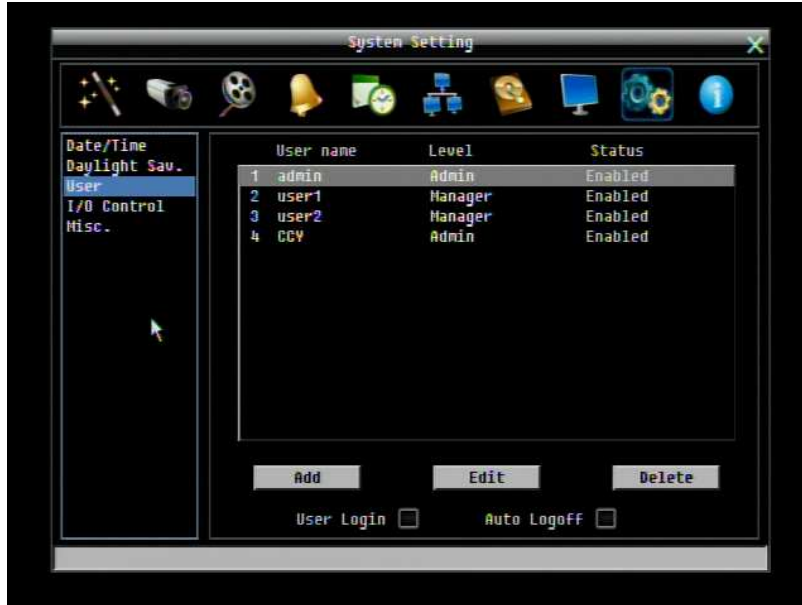 System Setting
Date/Time
Daylight Sav.
User
I/O Control
Misc.
User name Level Status
1 admin Admin Enabled
2 user1 Manager Enabled
3 user2 Manager Enabled
4 CCY Admin Enabled
Add Edit Delete
User Login Auto Logoff